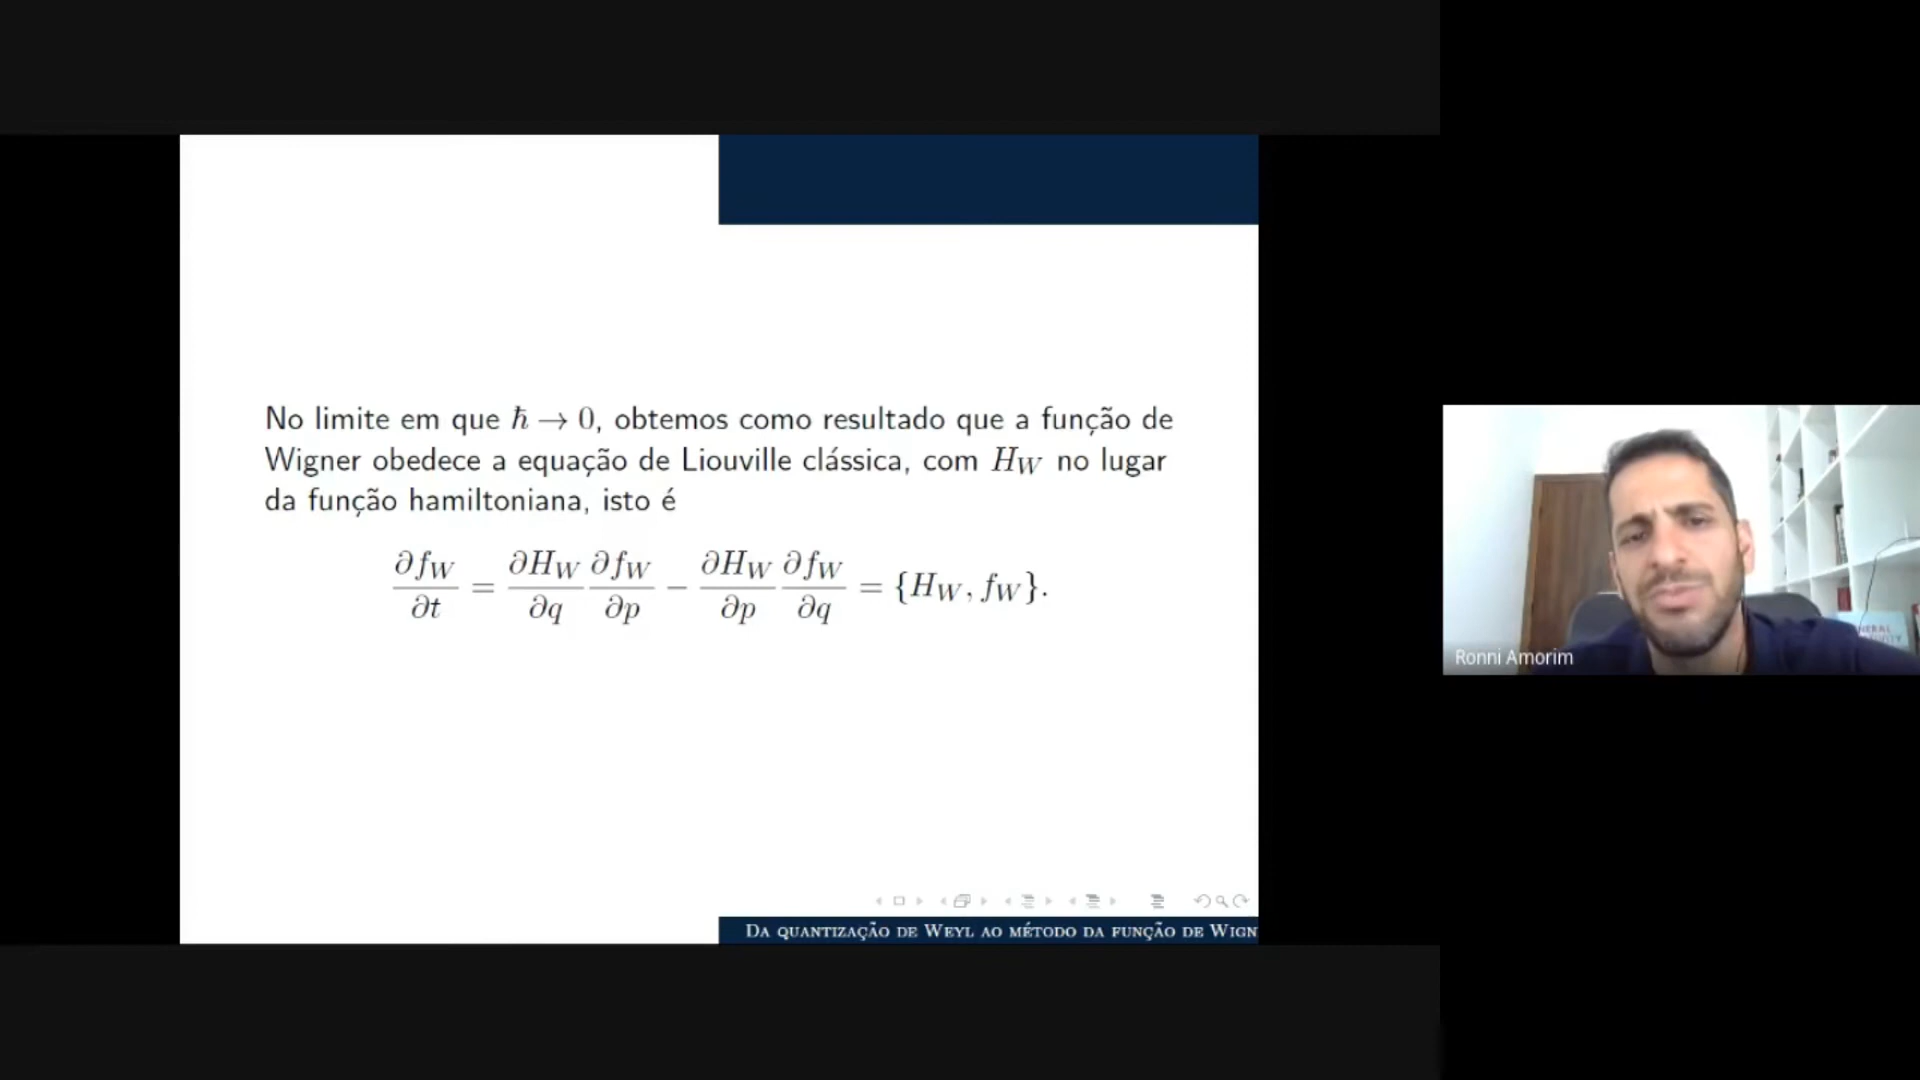 No limite em que ℏ → 0, obtemos como resultado que a função de
Wigner obedece a equação de Liouville clássica, com H_W no lugar
da função hamiltoniana, isto é
∂f_W/∂t = ∂H_W/∂q ∂f_W/∂p − ∂H_W/∂p ∂f_W/∂q = {H_W, f_W}.
Da quantização de Weyl ao método da função de Wign
Ronni Amorim